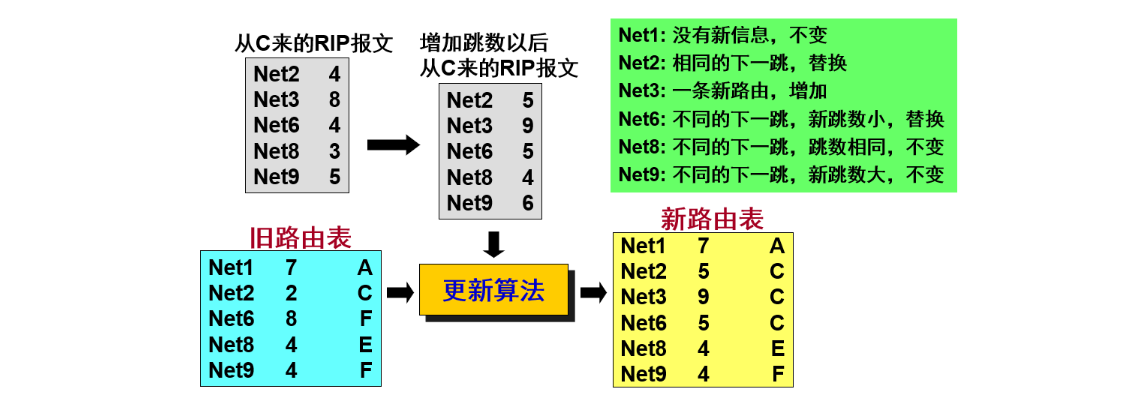 从C来的RIP报文
Net2 4
Net3 8
Net6 4
Net8 3
Net9 5
增加跳数以后
从C来的RIP报文
Net2 5
Net3 9
Net6 5
Net8 4
Net9 6
Net1: 没有新信息，不变
Net2: 相同的下一跳，替换
Net3: 一条新路由，增加
Net6: 不同的下一跳，新跳数小，替换
Net8: 不同的下一跳，跳数相同，不变
Net9: 不同的下一跳，新跳数大，不变
旧路由表
Net1 7 A
Net2 2 C
Net6 8 F
Net8 4 E
Net9 4 F
更新算法
新路由表
Net1 7 A
Net2 5 C
Net3 9 C
Net6 5 C
Net8 4 E
Net9 4 F